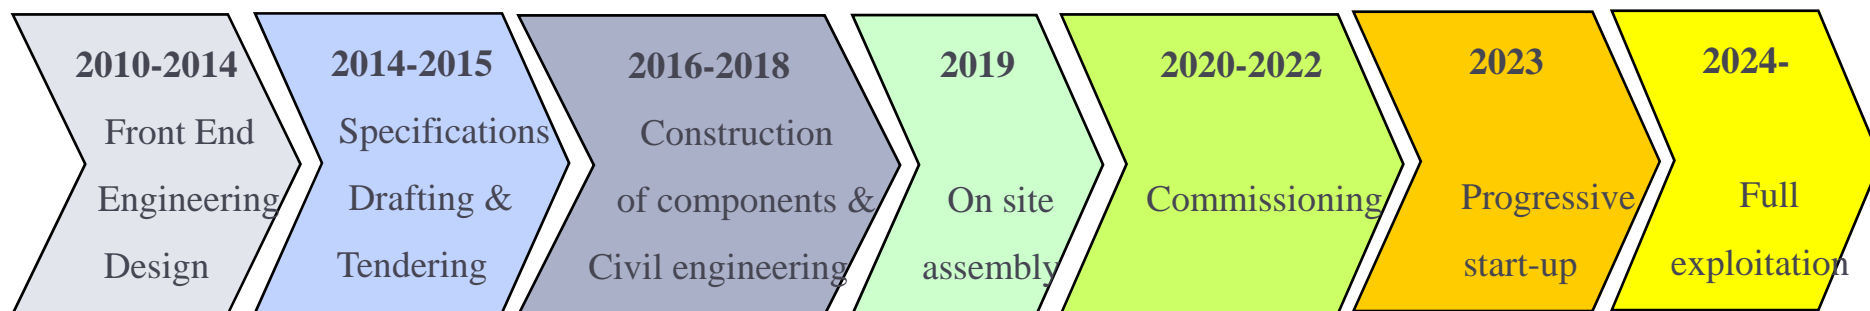 2010-2014
Front End
Engineering
Design
2014-2015
Specifications
Drafting &
Tendering
2016-2018
Construction
of components &
Civil engineering
2019
On site
assembly
2020-2022
Commissioning
2023
Progressive
start-up
2024-
Full
exploitation